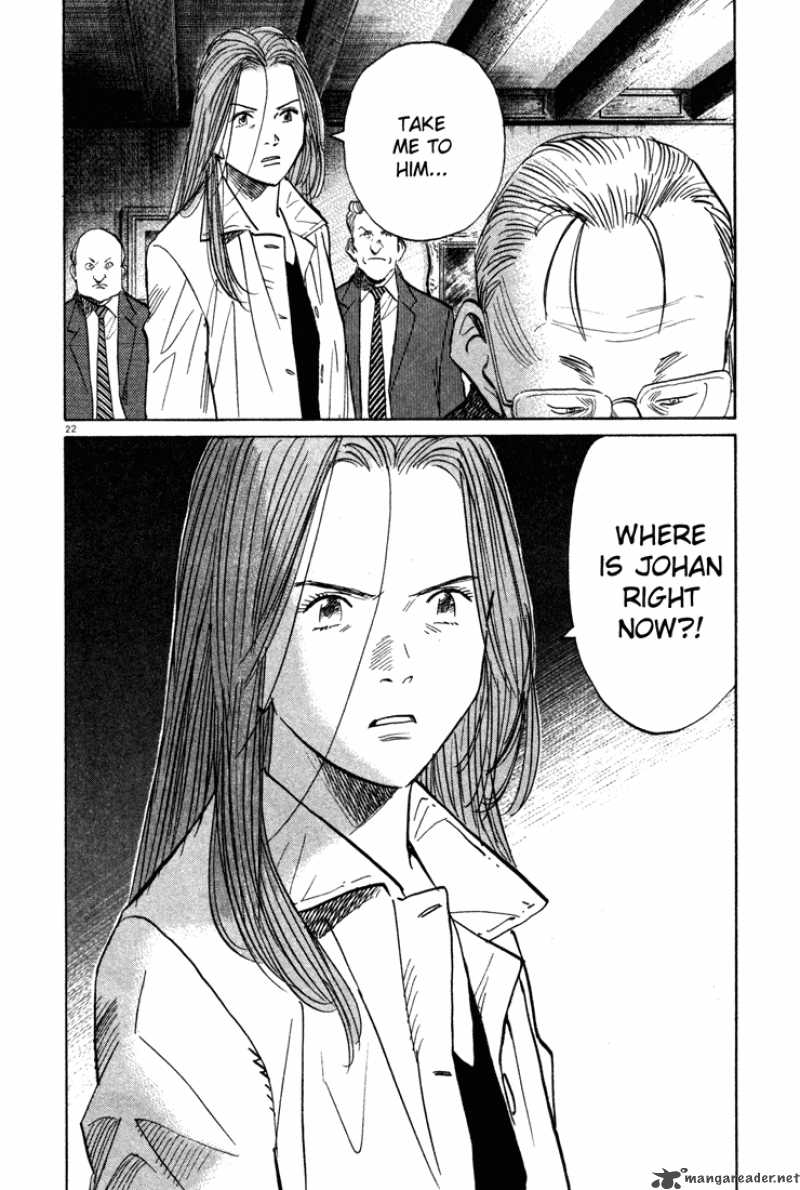 TAKE
ME TO
HIM...
22
WHERE
IS JOHAN
RIGHT
NOW?!
mangareader.net